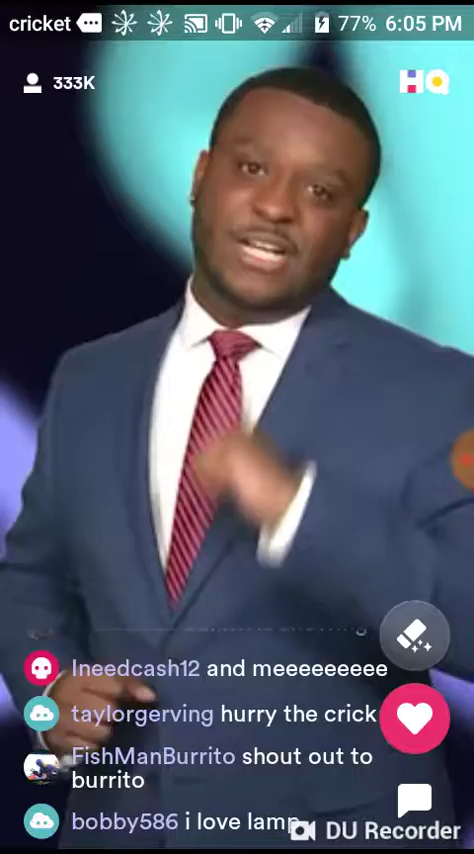 cricket 77% 6:05 PM
333K HQ
Ineedcash12 and meeeeeeeee
taylorgerving hurry the crick
FishManBurrito shout out to
burrito
bobby586 i love lamp
DU Recorder